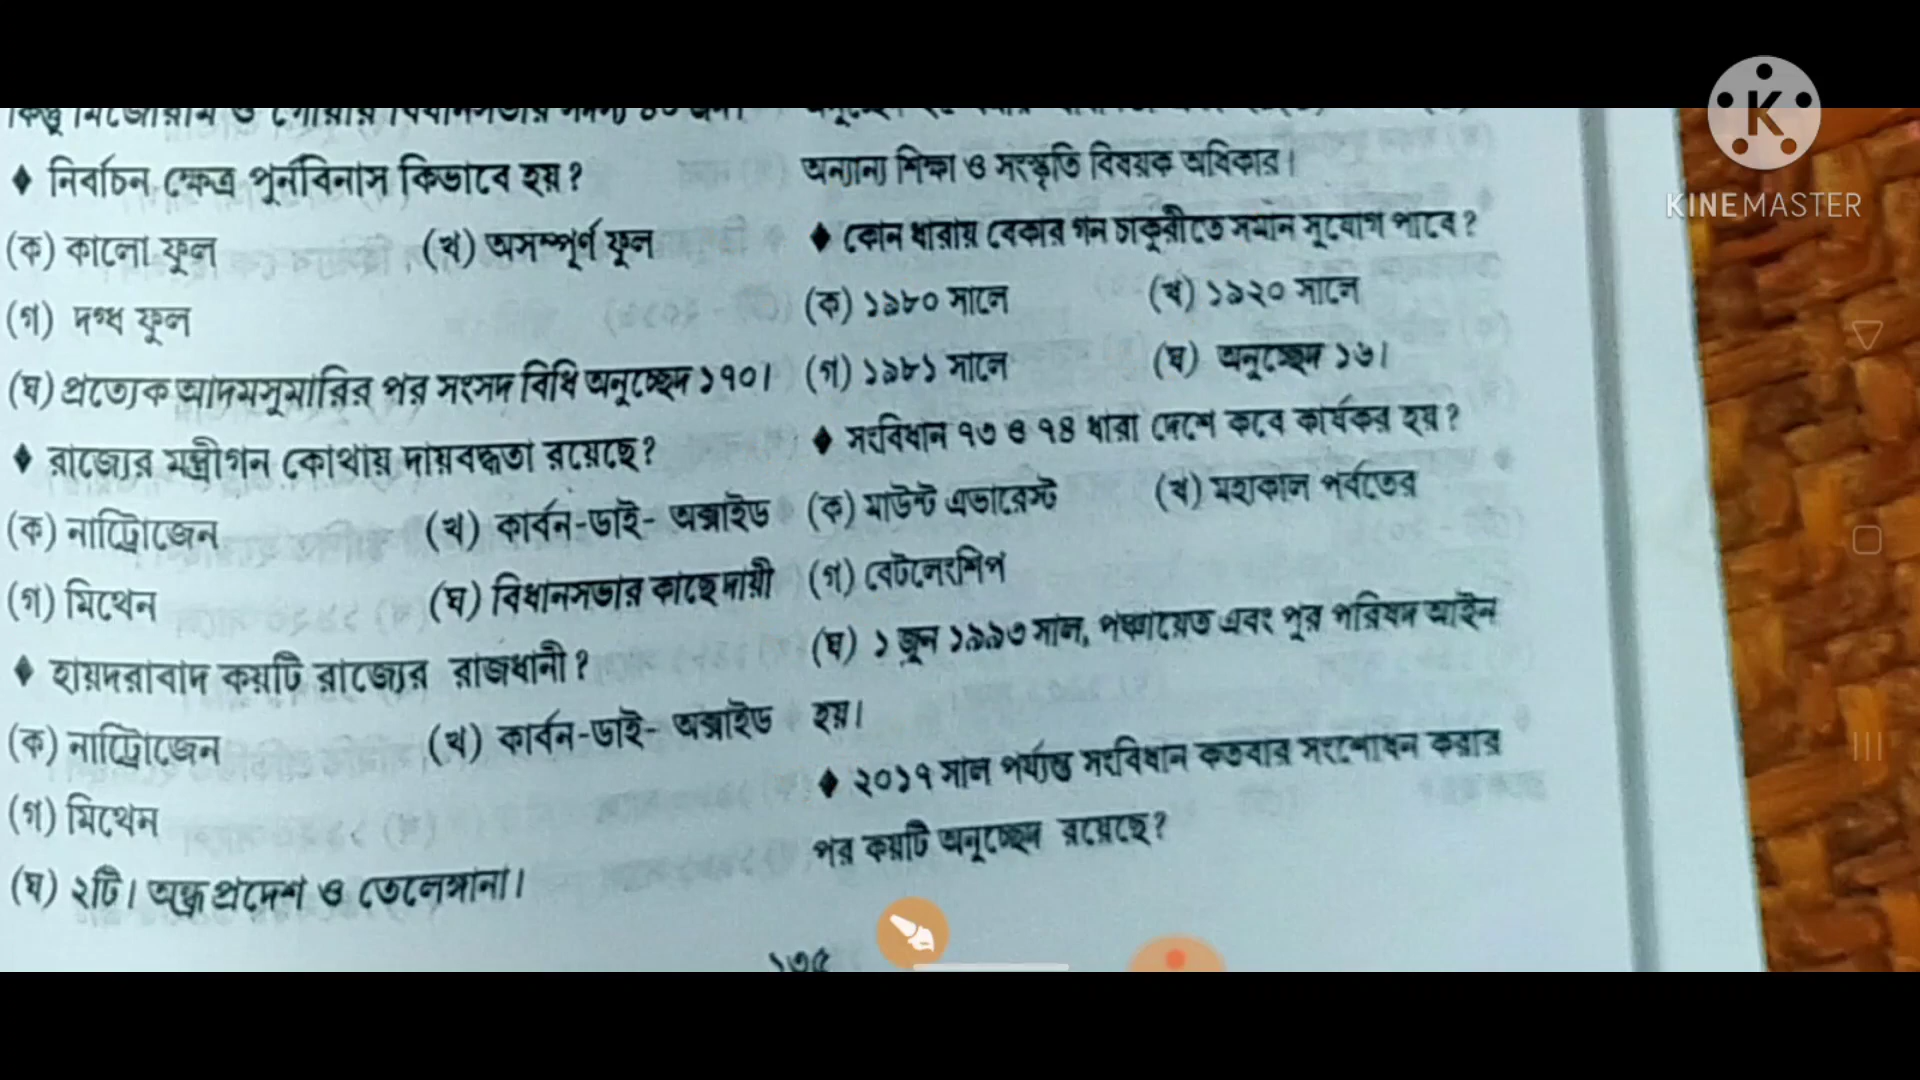 ◆ নির্বাচন ক্ষেত্র পূর্নবিনাস কিভাবে হয় ?
(ক) কালো ফুল (খ) অসম্পূর্ণ ফুল
(গ) দগ্ধ ফুল
(ঘ) প্রত্যেক আদমসুমারির পর সংসদ বিধি অনুচ্ছেদ ১৭০।
◆ রাজ্যের মন্ত্রীগন কোথায় দায়বদ্ধতা রয়েছে?
(ক) নাট্রোজেন (খ) কার্বন-ডাই- অক্সাইড
(গ) মিথেন (ঘ) বিধানসভার কাছে দায়ী
◆ হায়দরাবাদ কয়টি রাজ্যের রাজধানী ?
(ক) নাট্রোজেন (খ) কার্বন-ডাই- অক্সাইড
(গ) মিথেন
(ঘ) ২টি। অন্ধ্র প্রদেশ ও তেলেঙ্গানা।
অন্যান্য শিক্ষা ও সংস্কৃতি বিষয়ক অধিকার।
◆ কোন ধারায় বেকার গন চাকুরীতে সমান সুযোগ পাবে ?
(ক) ১৯৮০ সালে (খ) ১৯২০ সালে
(গ) ১৯৮১ সালে (ঘ) অনুচ্ছেদ ১৬।
◆ সংবিধান ৭৩ ও ৭৪ ধারা দেশে কবে কার্যকর হয় ?
(ক) মাউন্ট এভারেস্ট (খ) মহাকাল পর্বতের
(গ) বেটলেংশিপ
(ঘ) ১ জুন ১৯৯৩ সাল, পঞ্চায়েত এবং পুর পরিষদ আইন
হয়।
◆ ২০১৭ সাল পর্যন্ত সংবিধান কতবার সংশোধন করার
পর কয়টি অনুচ্ছেদ রয়েছে?
১৩৫
K
KINEMASTER